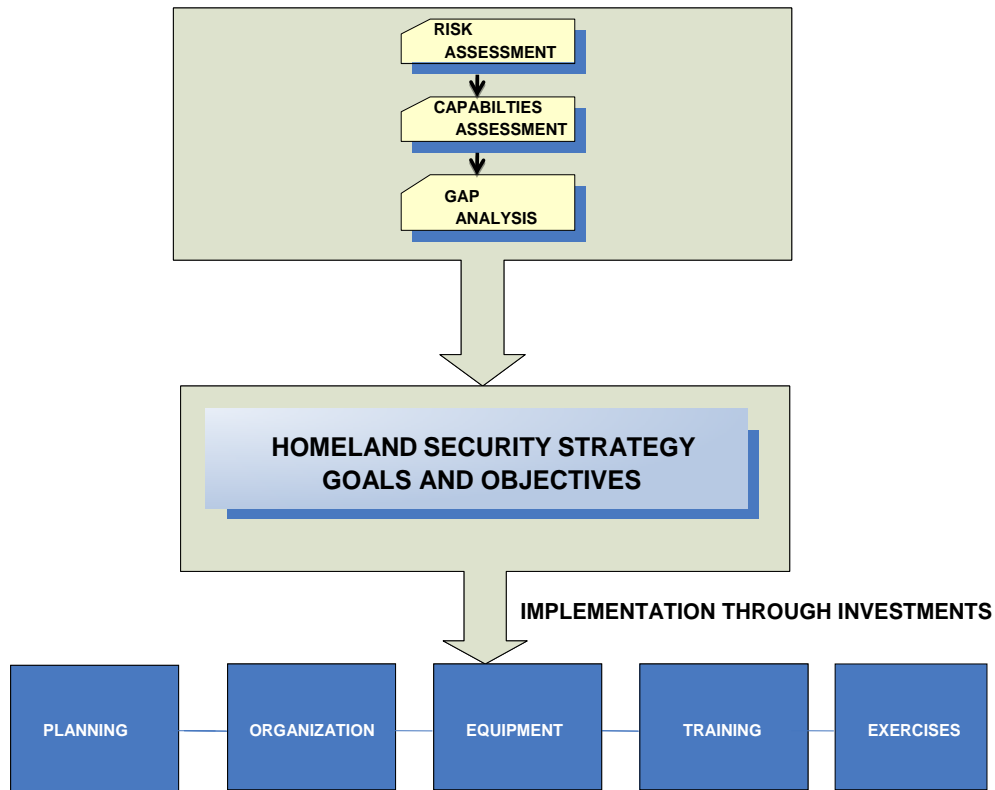 RISK
ASSESSMENT
CAPABILTIES
ASSESSMENT
GAP
ANALYSIS
HOMELAND SECURITY STRATEGY
GOALS AND OBJECTIVES
IMPLEMENTATION THROUGH INVESTMENTS
PLANNING
ORGANIZATION
EQUIPMENT
TRAINING
EXERCISES